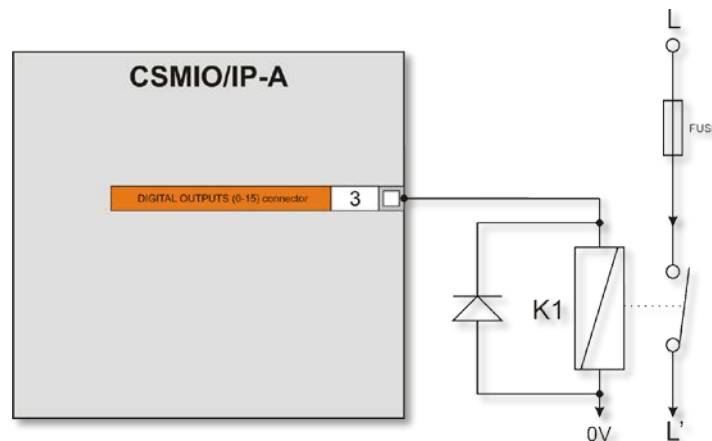 L
CSMIO/IP-A
FUS
DIGITAL OUTPUTS (0-15) connector 3
K1
0V
L'